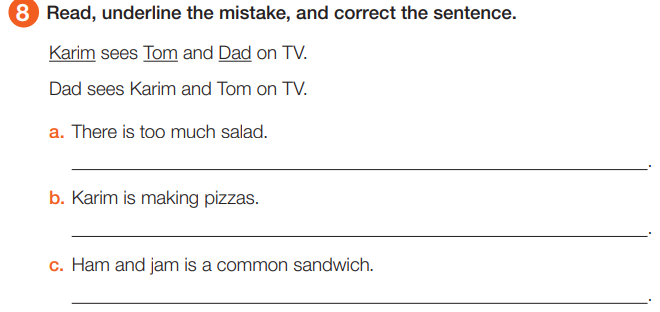 8 Read, underline the mistake, and correct the sentence.
Karim sees Tom and Dad on TV.
Dad sees Karim and Tom on TV.
a. There is too much salad.
.
b. Karim is making pizzas.
.
c. Ham and jam is a common sandwich.
.